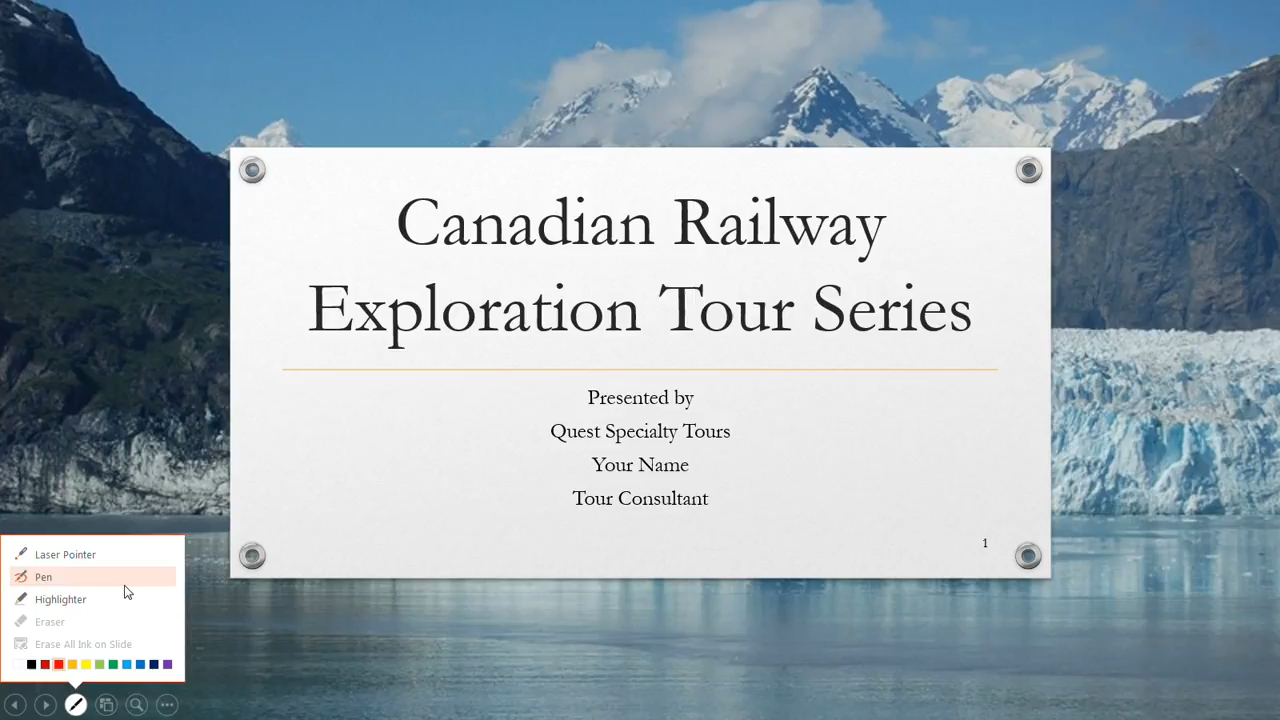 Canadian Railway
Exploration Tour Series
Presented by
Quest Specialty Tours
Your Name
Tour Consultant
1
Laser Pointer
Pen
Highlighter
Eraser
Erase All Ink on Slide